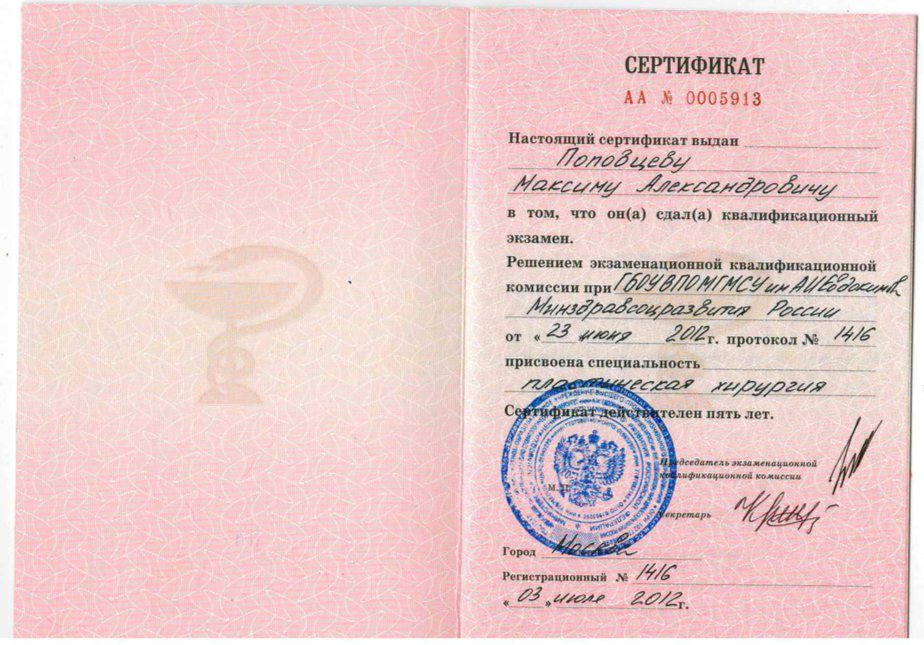 СЕРТИФИКАТ
АА № 0005913
Настоящий сертификат выдан
Поповцеву
Максиму Александровичу
в том, что он(а) сдал(а) квалификационный
экзамен.
Решением экзаменационной квалификационной
комиссии при ГБОУ ВПО МГМСУ им АИЕвдокимова
Минздравсоцразвития России
от « 23 июня 2012 г. протокол № 1416
присвоена специальность
пластическая хирургия
Сертификат действителен пять лет.
Председатель экзаменационной
квалификационной комиссии
М.П.
Секретарь
Город Москва
Регистрационный № 1416
« 03 » июля 2012 г.